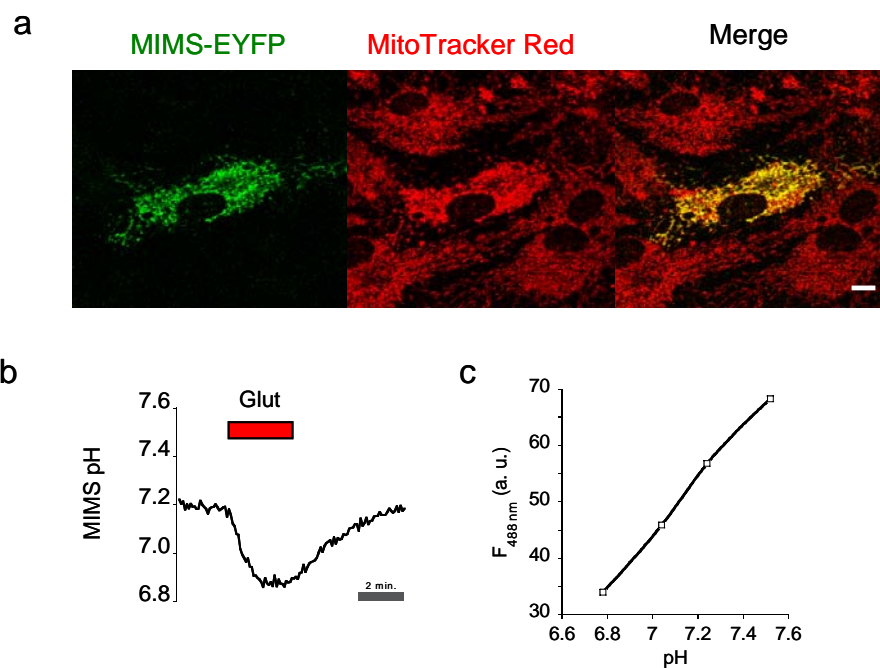 a
MIMS-EYFP
MitoTracker Red
Merge
b
Glut
MIMS pH
7.6
7.4
7.2
7.0
6.8
2 min.
c
F488 nm (a. u.)
70
60
50
40
30
6.6 6.8 7 7.2 7.4 7.6
pH